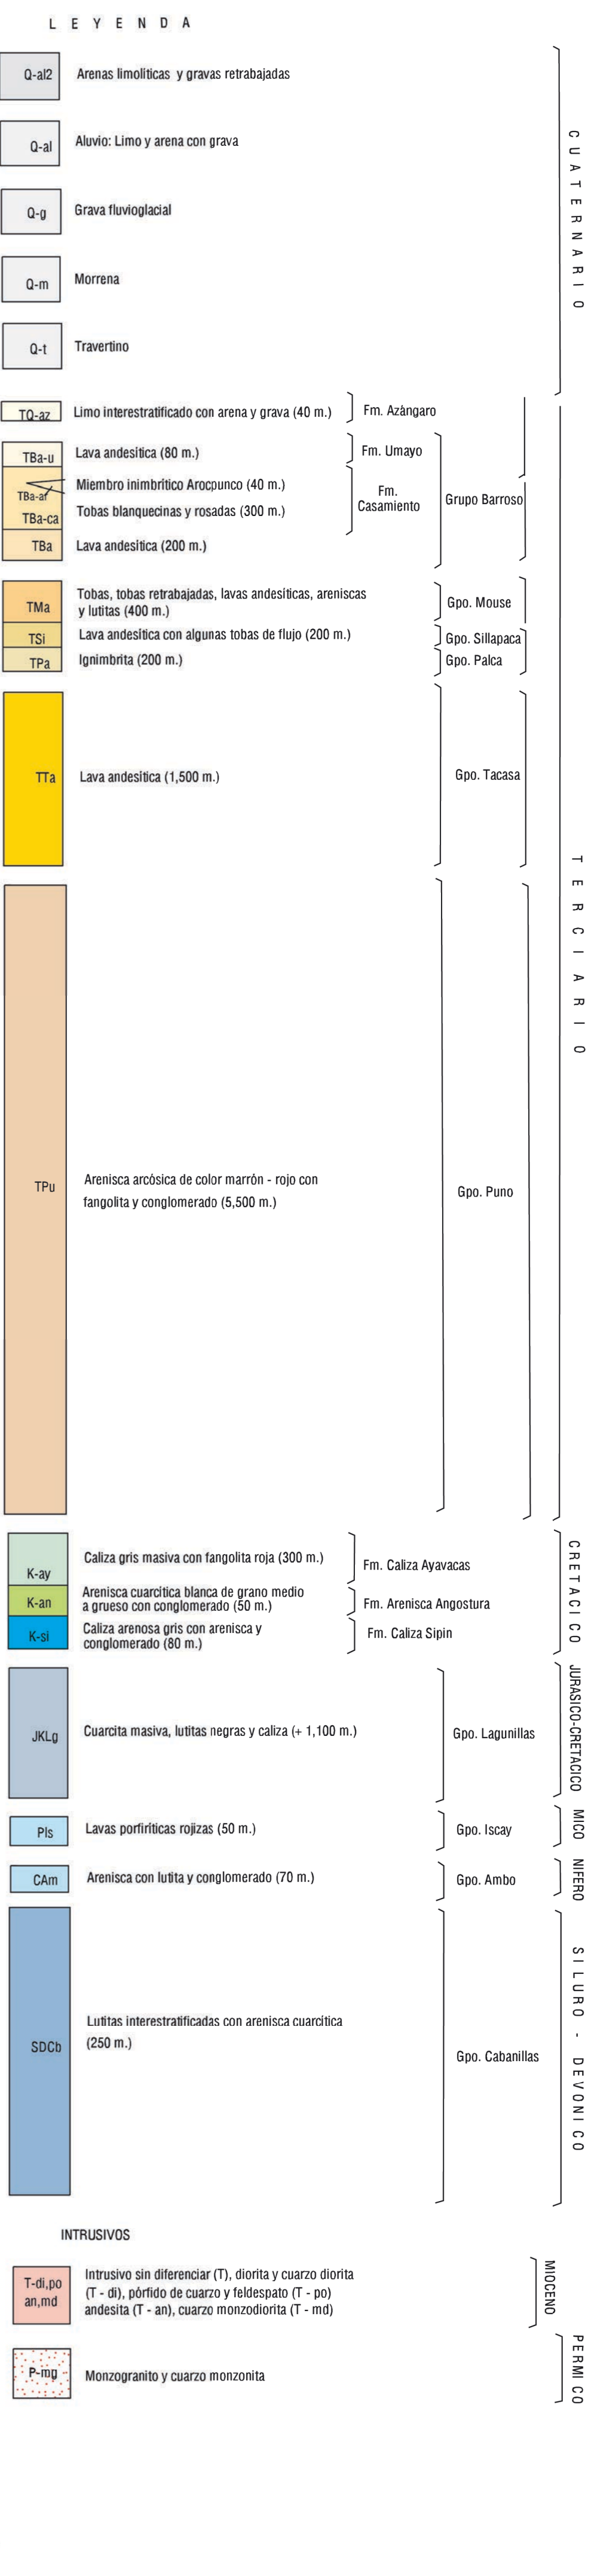 L E Y E N D A
Q-al2 Arenas limolíticas y gravas retrabajadas
Q-al Aluvio: Limo y arena con grava
Q-g Grava fluvioglacial
Q-m Morrena
Q-t Travertino
CUATERNARIO
TQ-az Limo interestratificado con arena y grava (40 m.) Fm. Azángaro
TBa-u Lava andesítica (80 m.) Fm. Umayo
TBa-ar Miembro inimbrítico Arocpunco (40 m.)
TBa-ca Tobas blanquecinas y rosadas (300 m.)
Fm.
Casamiento
Grupo Barroso
TBa Lava andesítica (200 m.)
TMa Tobas, tobas retrabajadas, lavas andesíticas, areniscas
y lutitas (400 m.)
Gpo. Mouse
TSi Lava andesítica con algunas tobas de flujo (200 m.) Gpo. Sillapaca
TPa Ignimbrita (200 m.) Gpo. Palca
TTa Lava andesítica (1,500 m.) Gpo. Tacasa
TERCIARIO
TPu Arenisca arcósica de color marrón - rojo con
fangolita y conglomerado (5,500 m.)
Gpo. Puno
K-ay Caliza gris masiva con fangolita roja (300 m.) Fm. Caliza Ayavacas
K-an Arenisca cuarcítica blanca de grano medio
a grueso con conglomerado (50 m.)
Fm. Arenisca Angostura
K-si Caliza arenosa gris con arenisca y
conglomerado (80 m.)
Fm. Caliza Sipin
CRETACICO
JKLg Cuarcita masiva, lutitas negras y caliza (+ 1,100 m.) Gpo. Lagunillas
JURASICO-CRETACICO
PIs Lavas porfiríticas rojizas (50 m.) Gpo. Iscay
MICO
CAm Arenisca con lutita y conglomerado (70 m.) Gpo. Ambo
NIFERO
SDCb Lutitas interestratificadas con arenisca cuarcítica
(250 m.)
Gpo. Cabanillas
SILURO - DEVONICO
INTRUSIVOS
T-di,po
an,md
Intrusivo sin diferenciar (T), diorita y cuarzo diorita
(T - di), pórfido de cuarzo y feldespato (T - po)
andesita (T - an), cuarzo monzodiorita (T - md)
MIOCENO
P-mg Monzogranito y cuarzo monzonita
PERMICO